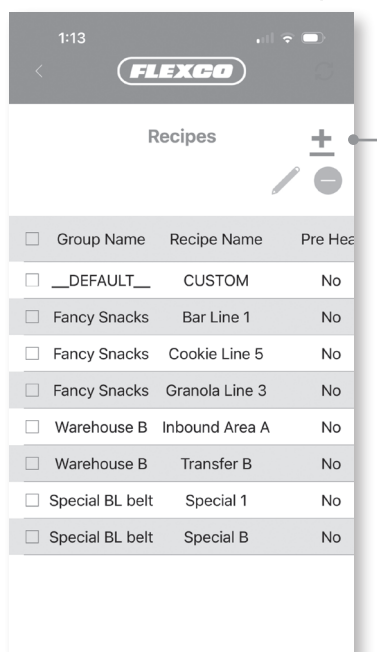 1:13
FLEXCO
Recipes
Group Name Recipe Name Pre Hea
__DEFAULT__ CUSTOM No
Fancy Snacks Bar Line 1 No
Fancy Snacks Cookie Line 5 No
Fancy Snacks Granola Line 3 No
Warehouse B Inbound Area A No
Warehouse B Transfer B No
Special BL belt Special 1 No
Special BL belt Special B No